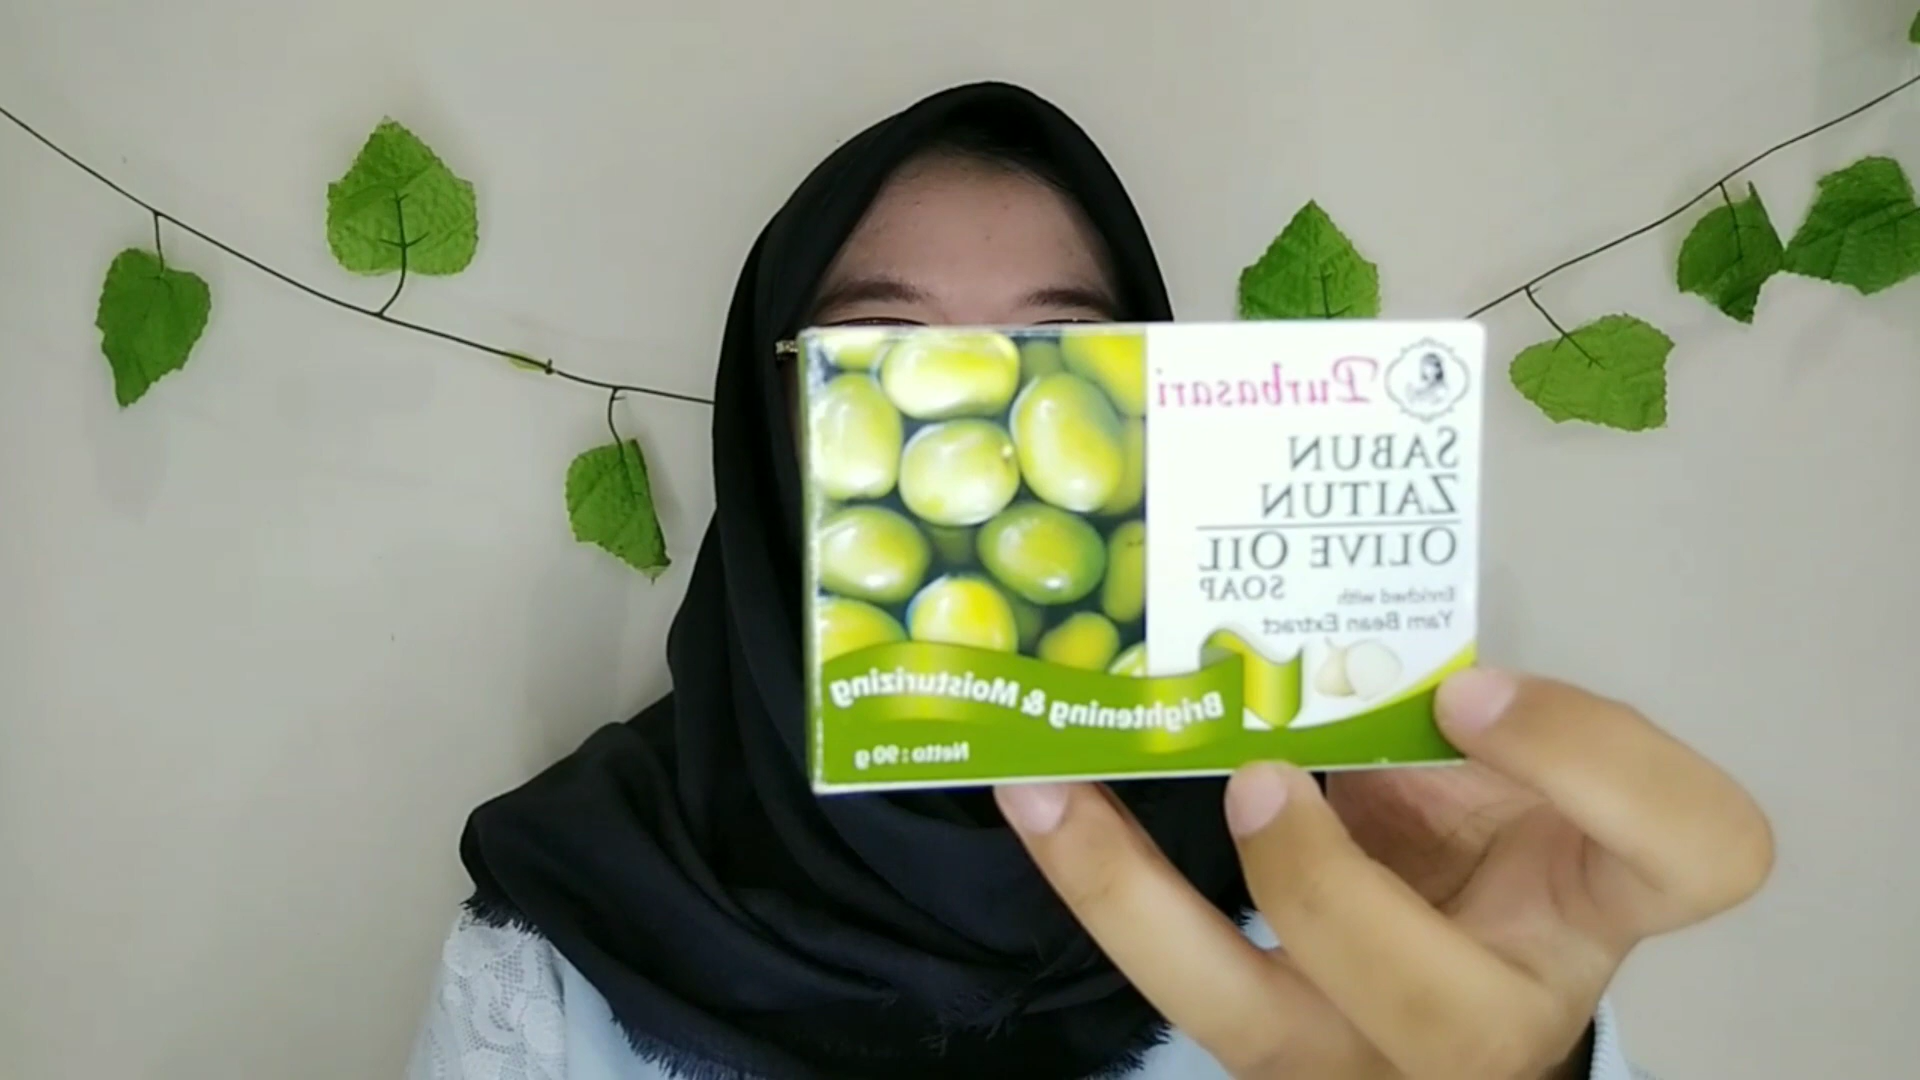 Purbasari
SABUN
ZAITUN
OLIVE OIL
SOAP
Enriched with
Yam Bean Extract
Brightening & Moisturizing
Netto : 90 g